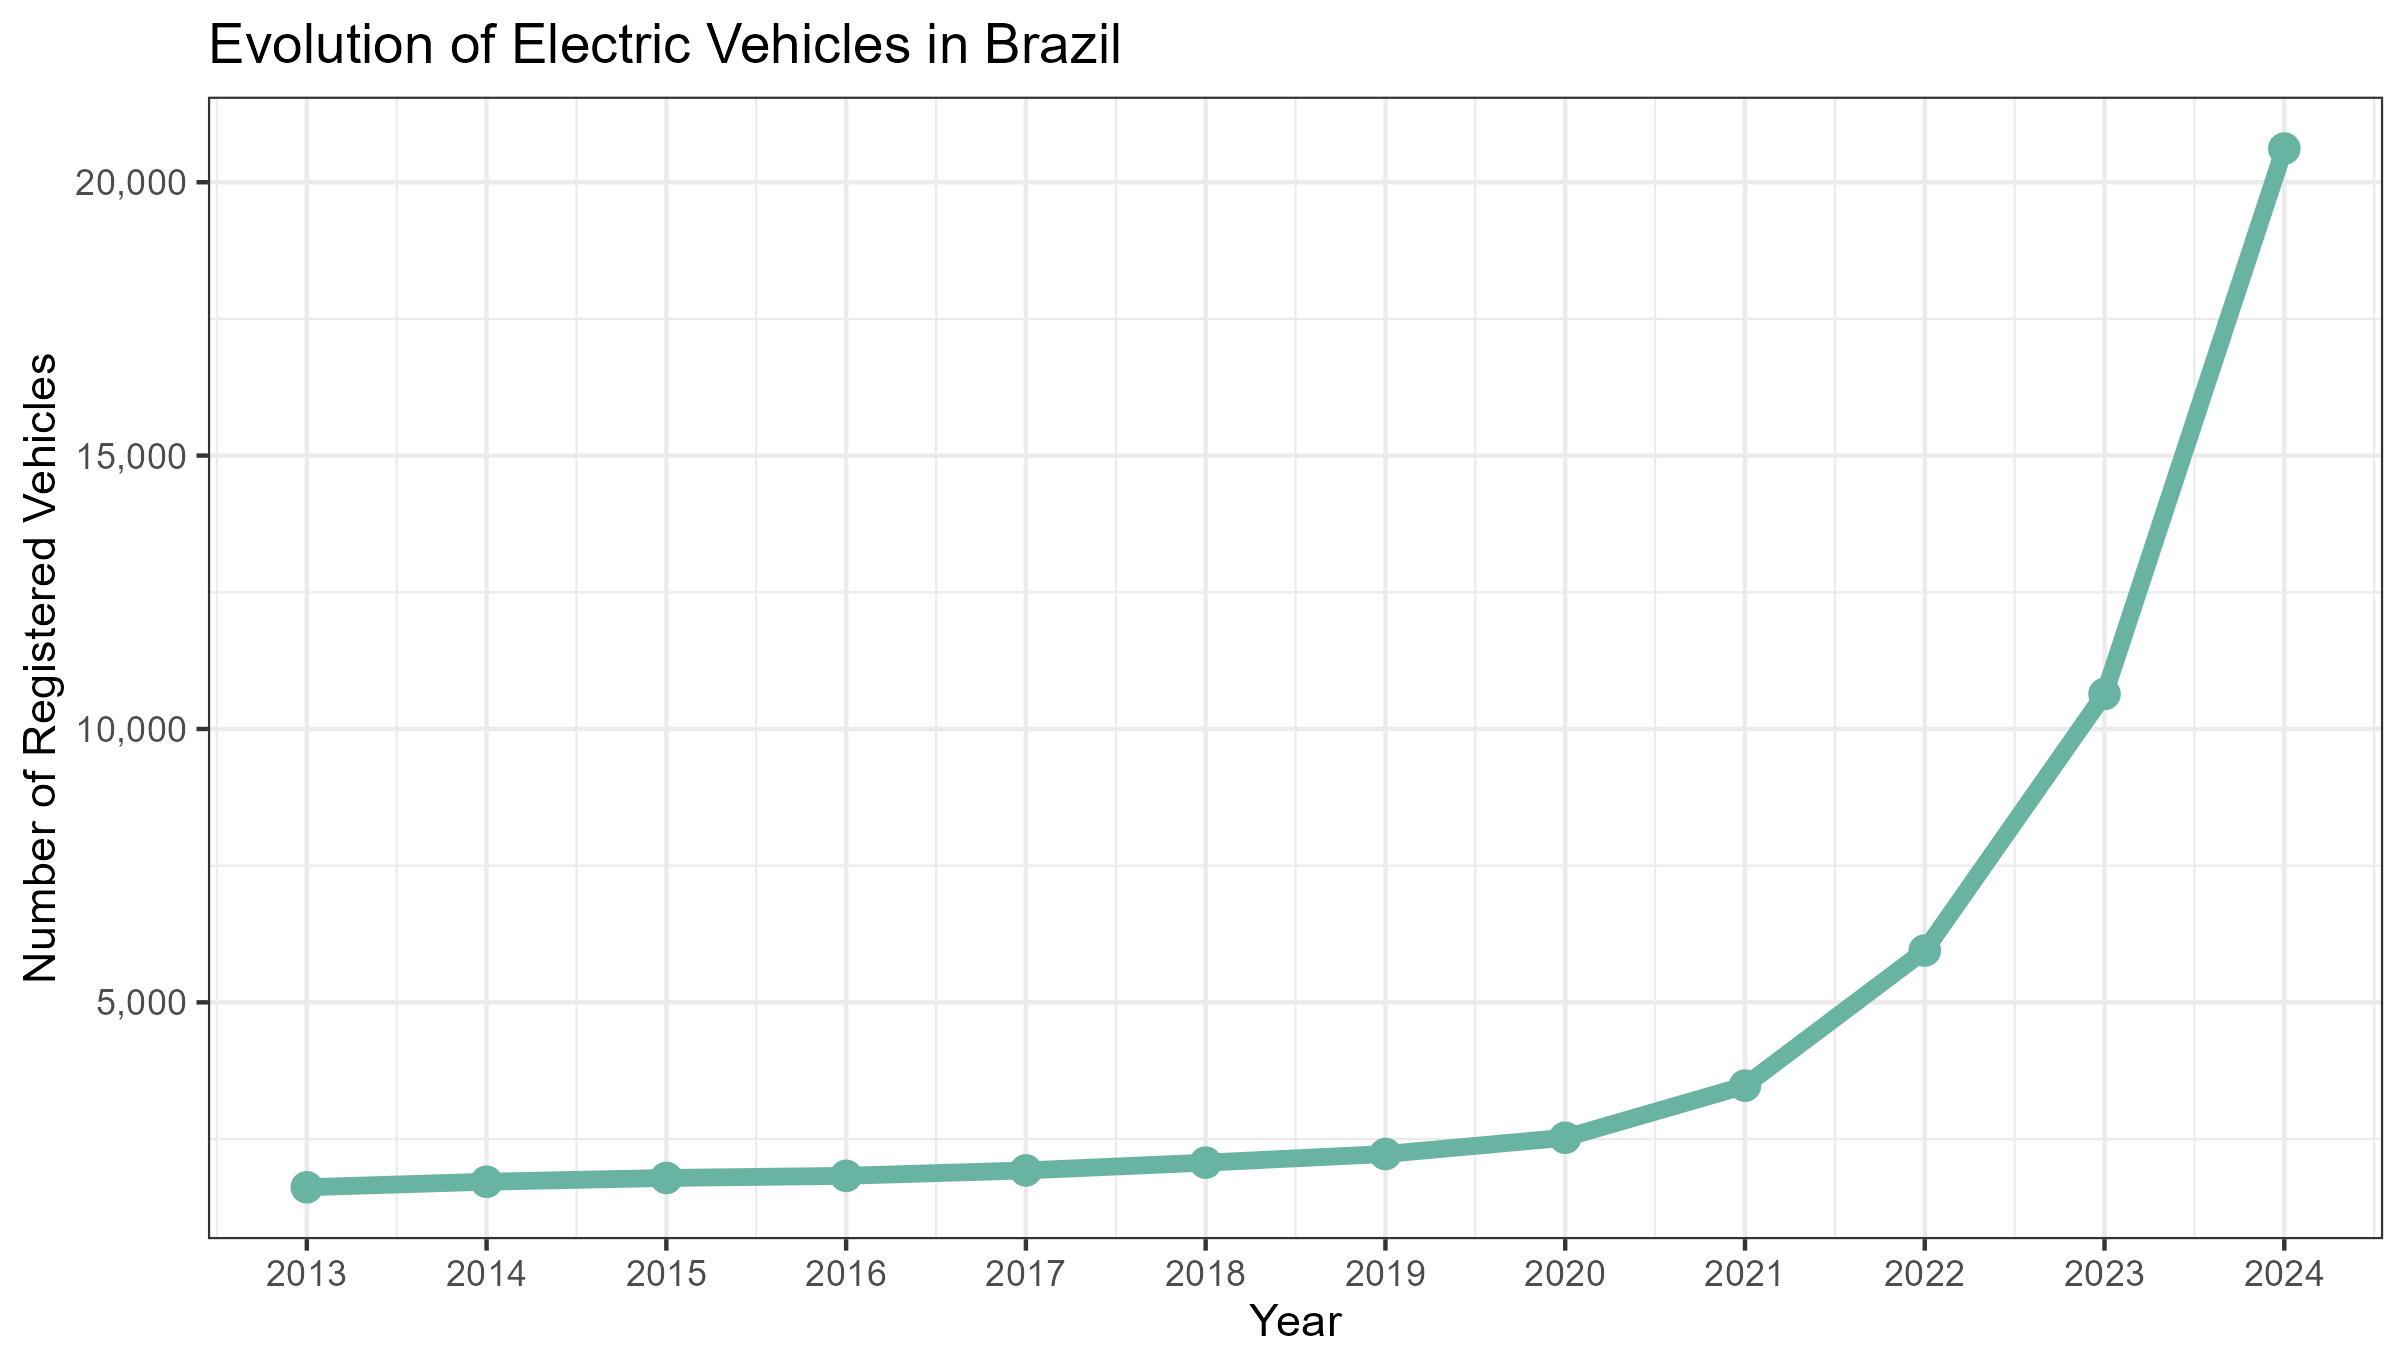 Evolution of Electric Vehicles in Brazil
Number of Registered Vehicles
20,000
15,000
10,000
5,000
2013 2014 2015 2016 2017 2018 2019 2020 2021 2022 2023 2024
Year